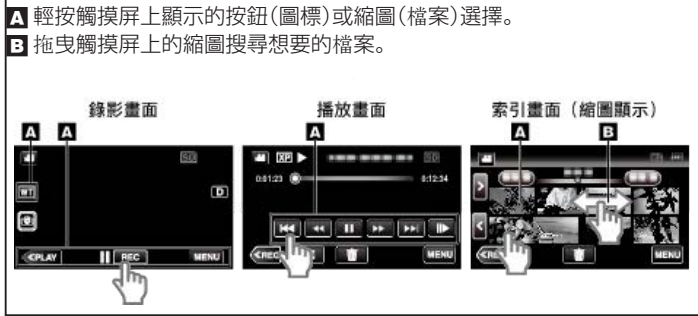 A 輕按觸摸屏上顯示的按鈕(圖標)或縮圖(檔案)選擇。
B 拖曳觸摸屏上的縮圖搜尋想要的檔案。
錄影畫面 播放畫面 索引畫面（縮圖顯示）
A A A A B
SD XP SD
0:01:23 0:12:34
WT D
<PLAY REC MENU <REC MENU MENU